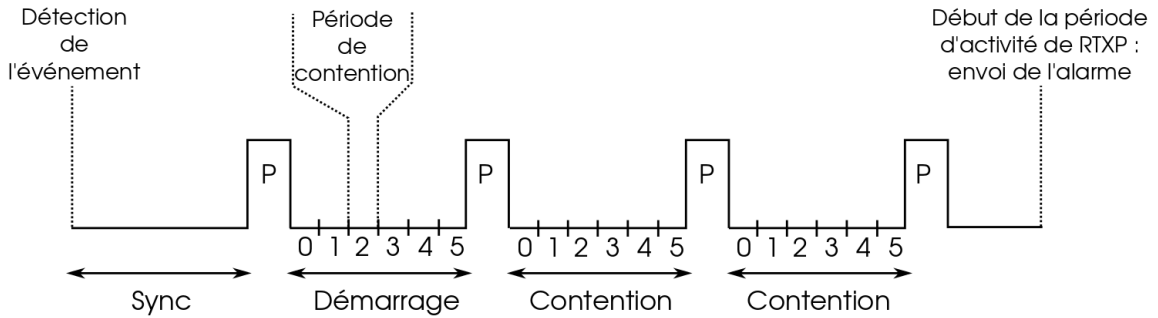 Détection
de
l'événement
Période
de
contention
Début de la période
d'activité de RTXP :
envoi de l'alarme
P
P
P
P
0 1 2 3 4 5
0 1 2 3 4 5
0 1 2 3 4 5
Sync
Démarrage
Contention
Contention